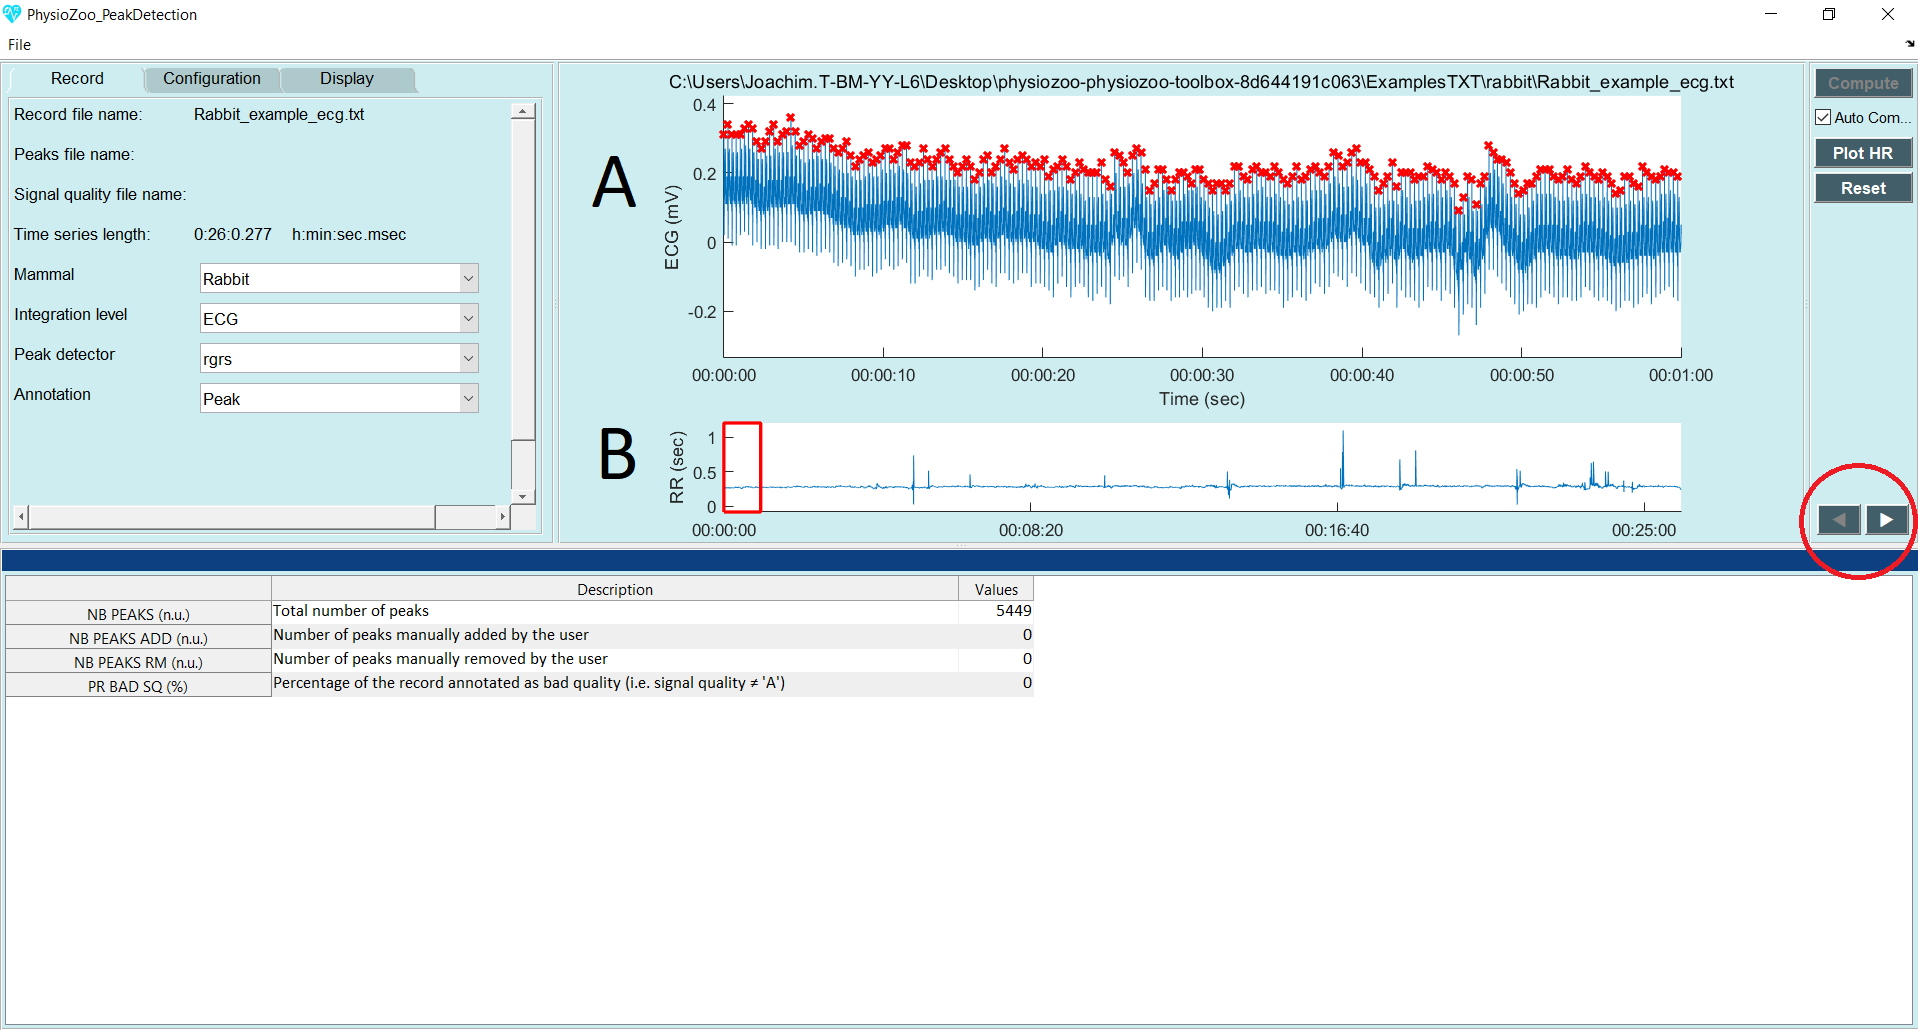 PhysioZoo_PeakDetection
File
Record Configuration Display
Record file name: Rabbit_example_ecg.txt
Peaks file name:
Signal quality file name:
Time series length: 0:26:0.277 h:min:sec.msec
Mammal Rabbit
Integration level ECG
Peak detector rgrs
Annotation Peak
C:\Users\Joachim.T-BM-YY-L6\Desktop\physiozoo-physiozoo-toolbox-8d644191c063\ExamplesTXT\rabbit\Rabbit_example_ecg.txt
A
ECG (mV)
0.4
0.2
0
-0.2
00:00:00 00:00:10 00:00:20 00:00:30 00:00:40 00:00:50 00:01:00
Time (sec)
B
RR (sec)
1
0.5
0
00:00:00 00:08:20 00:16:40 00:25:00
Compute
Auto Com...
Plot HR
Reset
Description Values
NB PEAKS (n.u.) Total number of peaks 5449
NB PEAKS ADD (n.u.) Number of peaks manually added by the user 0
NB PEAKS RM (n.u.) Number of peaks manually removed by the user 0
PR BAD SQ (%) Percentage of the record annotated as bad quality (i.e. signal quality ≠ 'A') 0